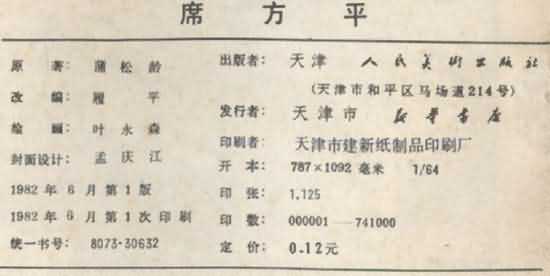 席方平
原著：蒲松龄
改编：履平
绘画：叶永森
封面设计：孟庆江
1982年6月第1版
1982年6月第1次印刷
统一书号：8073·30632
出版者：天津人民美术出版社
（天津市和平区马场道214号）
发行者：天津市新华书店
印刷者：天津市建新纸制品印刷厂
开本：787×1092毫米 1/64
印张：1.125
印数：000001—741000
定价：0.12元